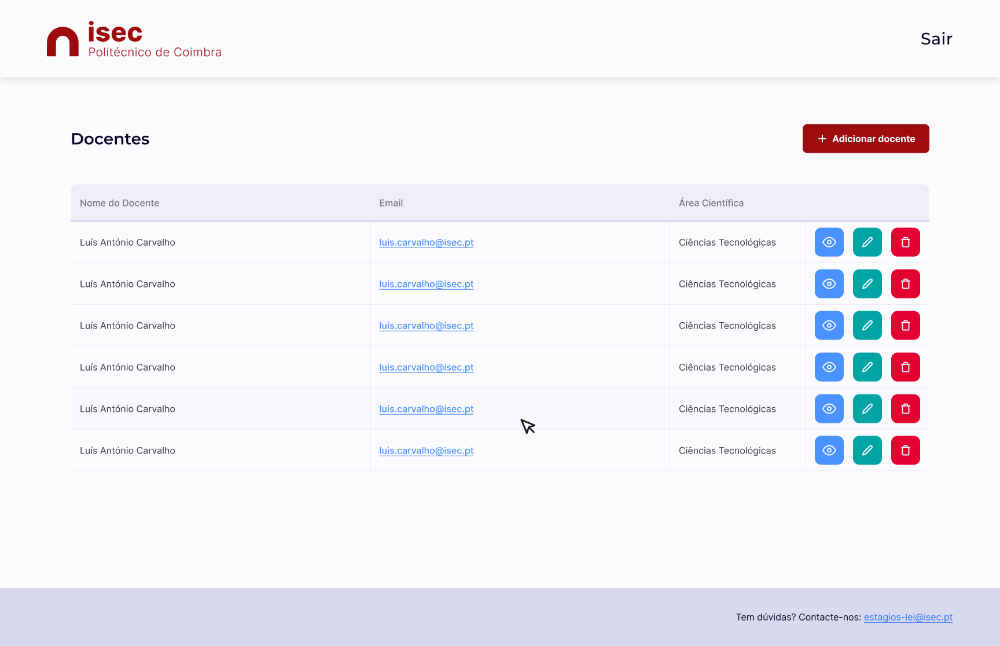 isec
Politécnico de Coimbra
Sair
Docentes
+ Adicionar docente
Nome do Docente Email Área Científica
Luís António Carvalho luis.carvalho@isec.pt Ciências Tecnológicas
Luís António Carvalho luis.carvalho@isec.pt Ciências Tecnológicas
Luís António Carvalho luis.carvalho@isec.pt Ciências Tecnológicas
Luís António Carvalho luis.carvalho@isec.pt Ciências Tecnológicas
Luís António Carvalho luis.carvalho@isec.pt Ciências Tecnológicas
Luís António Carvalho luis.carvalho@isec.pt Ciências Tecnológicas
Tem dúvidas? Contacte-nos: estagios-lei@isec.pt